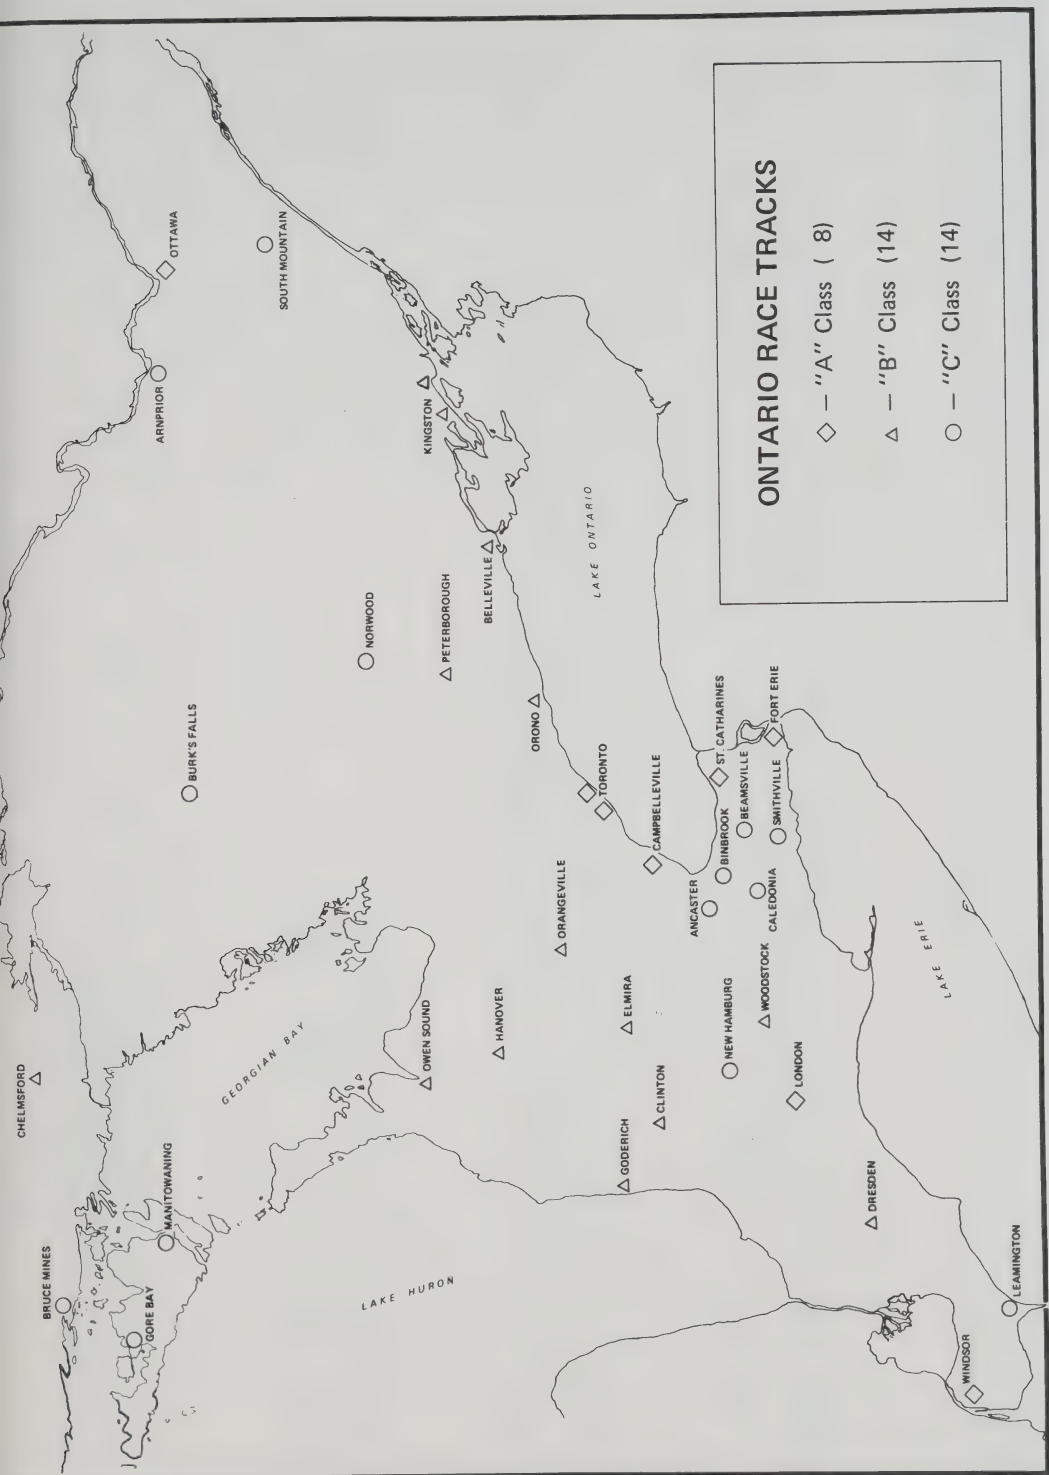 CHELMSFORD
BRUCE MINES
GORE BAY
MANITOWANING
GEORGIAN BAY
LAKE HURON
BURK'S FALLS
ARNPRIOR
OTTAWA
SOUTH MOUNTAIN
NORWOOD
PETERBOROUGH
KINGSTON
BELLEVILLE
ORONO
TORONTO
LAKE ONTARIO
OWEN SOUND
HANOVER
ORANGEVILLE
ELMIRA
CLINTON
GODERICH
CAMPBELLEVILLE
ANCASTER
BINBROOK
ST. CATHARINES
BEAMSVILLE
SMITHVILLE
FORT ERIE
CALEDONIA
NEW HAMBURG
WOODSTOCK
LONDON
DRESDEN
LAKE ERIE
LEAMINGTON
WINDSOR
ONTARIO RACE TRACKS
◇ — "A" Class ( 8)
△ — "B" Class (14)
○ — "C" Class (14)